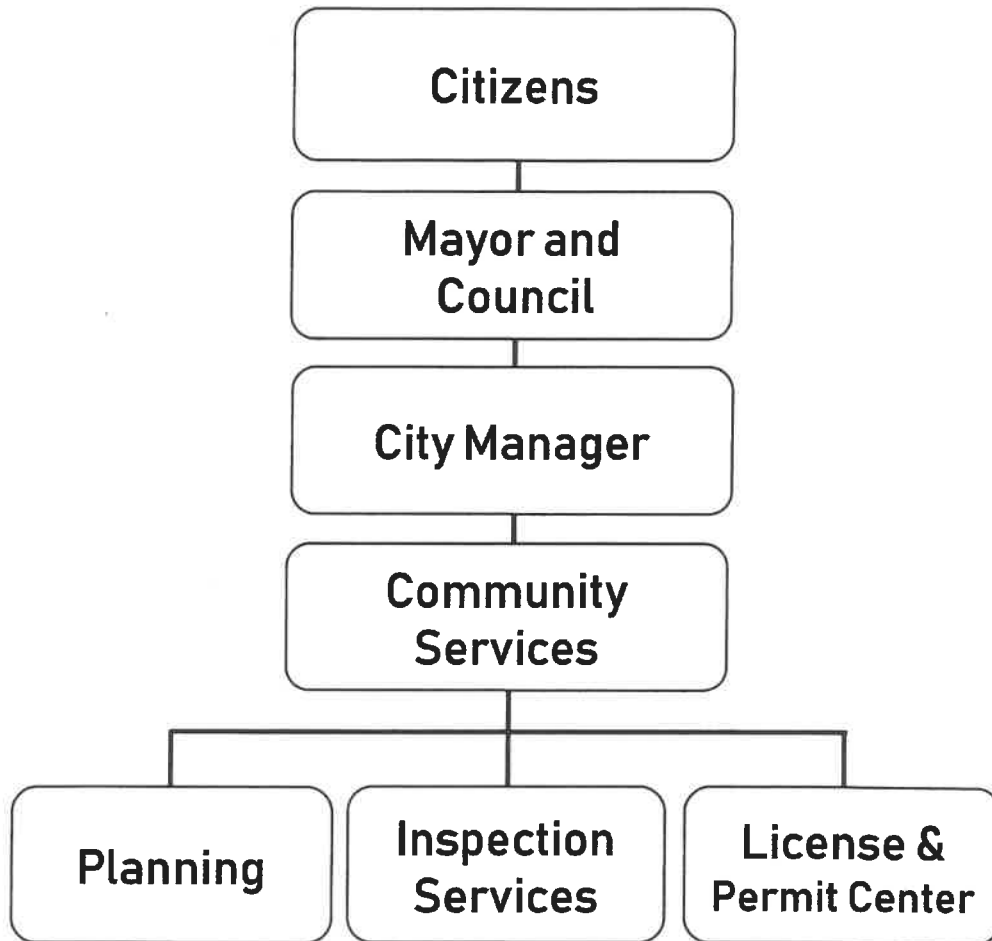 Citizens
Mayor and
Council
City Manager
Community
Services
Planning
Inspection
Services
License &
Permit Center